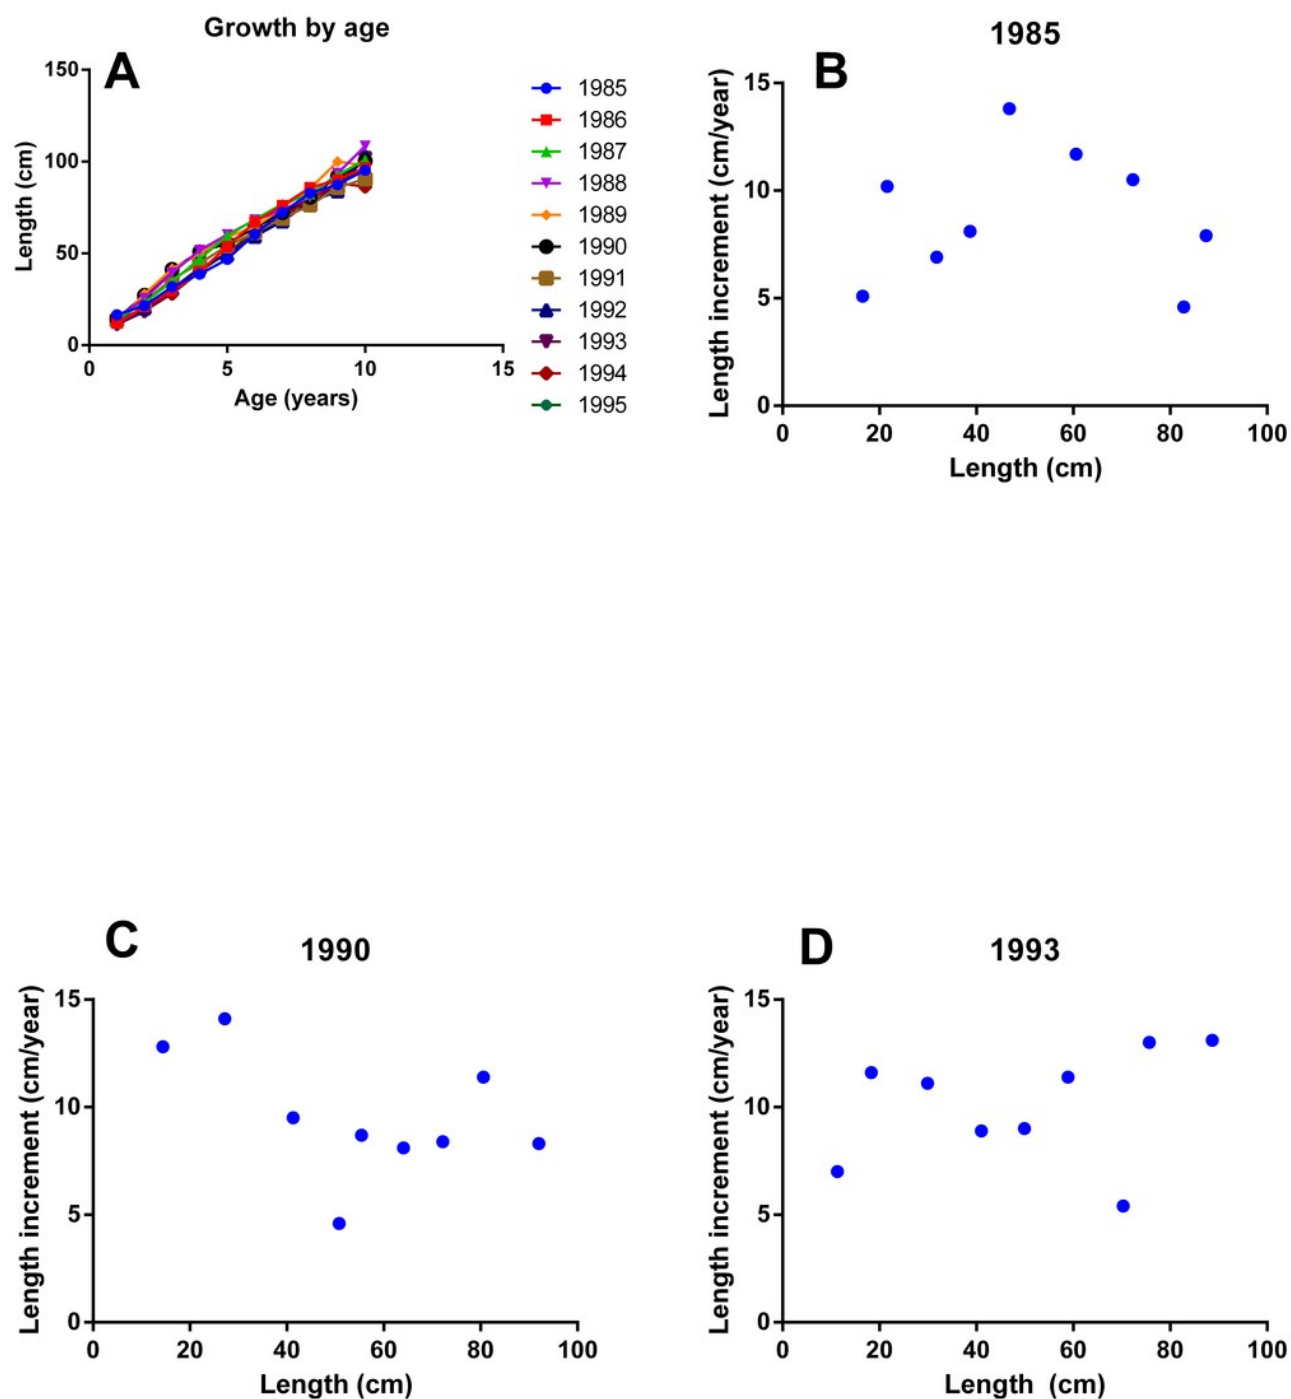 Growth by age
A
150
100
50
0
0 5 10 15
Length (cm)
Age (years)
1985
1986
1987
1988
1989
1990
1991
1992
1993
1994
1995
1985
B
15
10
5
0
0 20 40 60 80 100
Length increment (cm/year)
Length (cm)
C
1990
15
10
5
0
0 20 40 60 80 100
Length increment (cm/year)
Length (cm)
D
1993
15
10
5
0
0 20 40 60 80 100
Length increment (cm/year)
Length (cm)